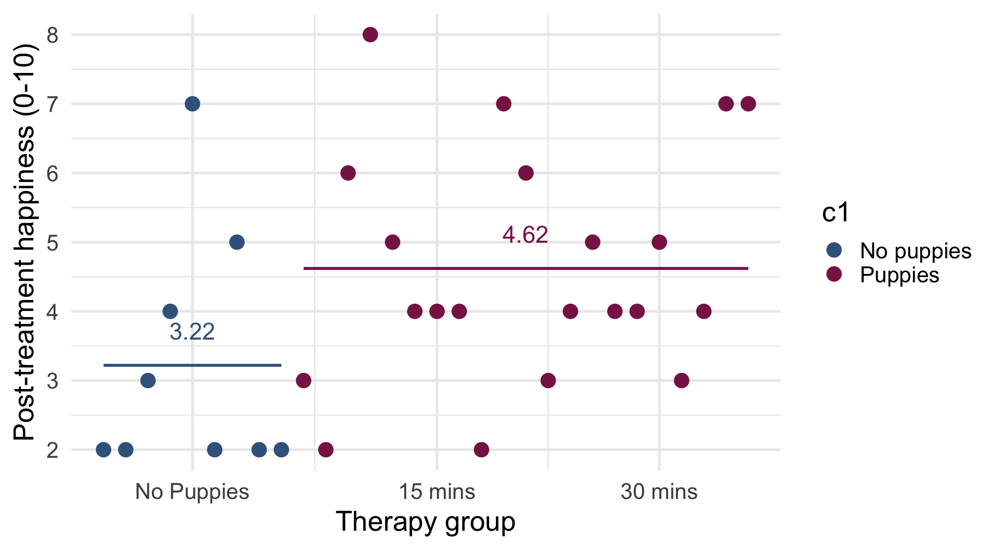 Post-treatment happiness (0-10)
8
7
6
5
4
3
2
4.62
3.22
No Puppies
15 mins
30 mins
Therapy group
c1
No puppies
Puppies